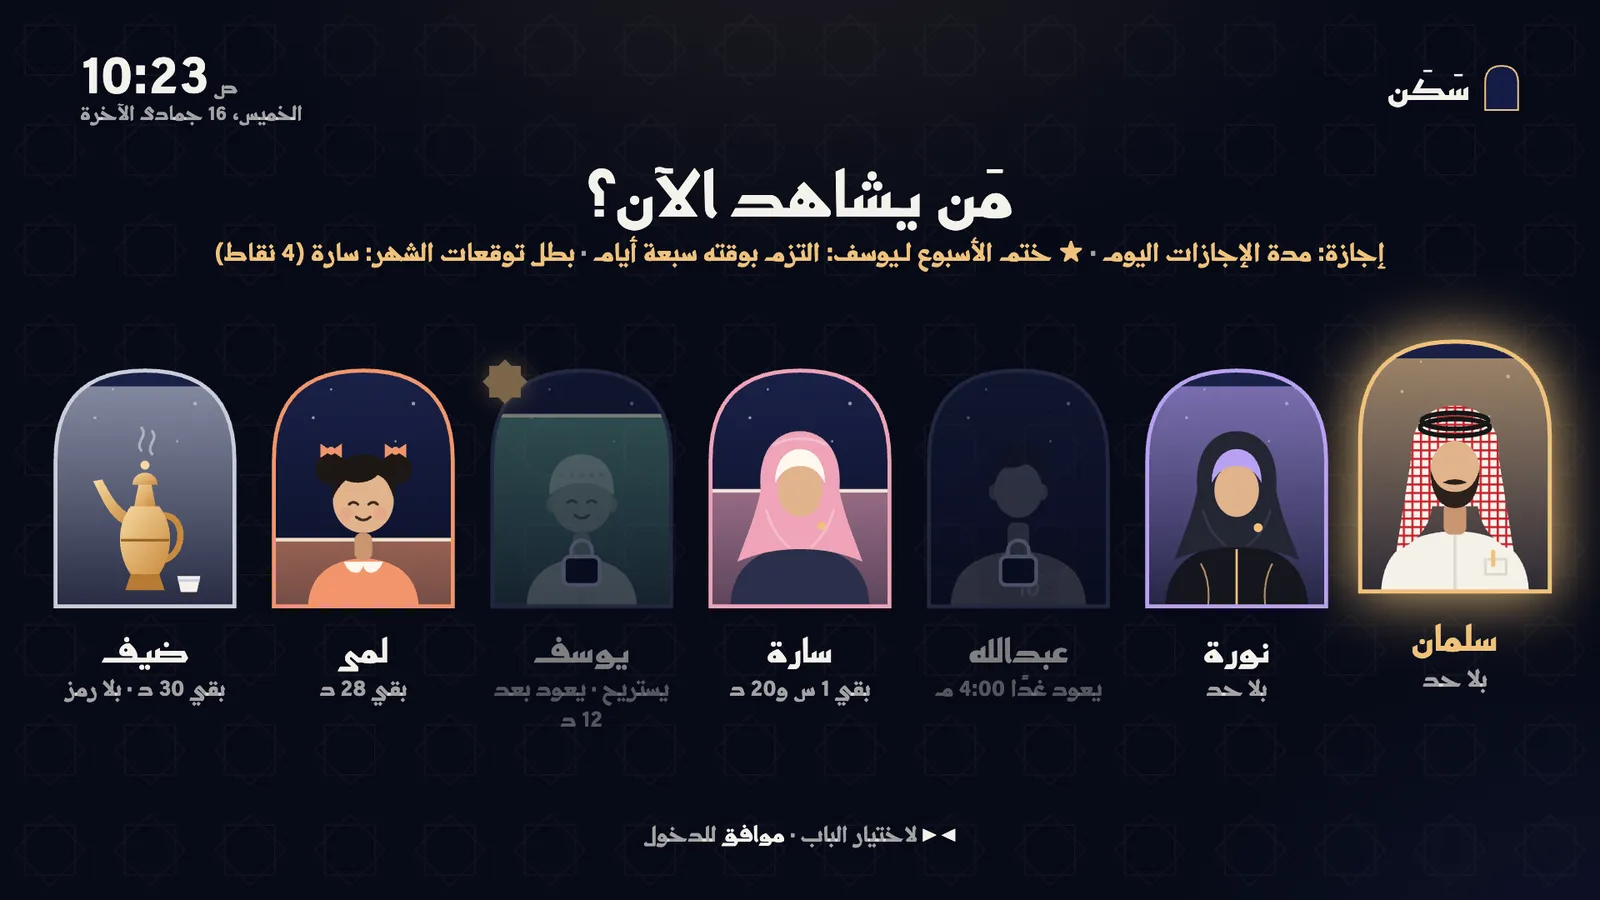 سَكَن
10:23 ص
الخميس، 16 جمادى الآخرة
مَن يشاهد الآن؟
إجازة: مدة الإجازات اليوم · ★ ختم الأسبوع ليوسف: التزم بوقته سبعة أيام · بطل توقعات الشهر: سارة (4 نقاط)
سلمان
بلا حد
نورة
بلا حد
عبدالله
يعود غدًا 4:00 م
سارة
بقي 1 س و20 د
يوسف
يستريح · يعود بعد
12 د
لمى
بقي 28 د
ضيف
بقي 30 د · بلا رمز
◄► لاختيار الباب · موافق للدخول